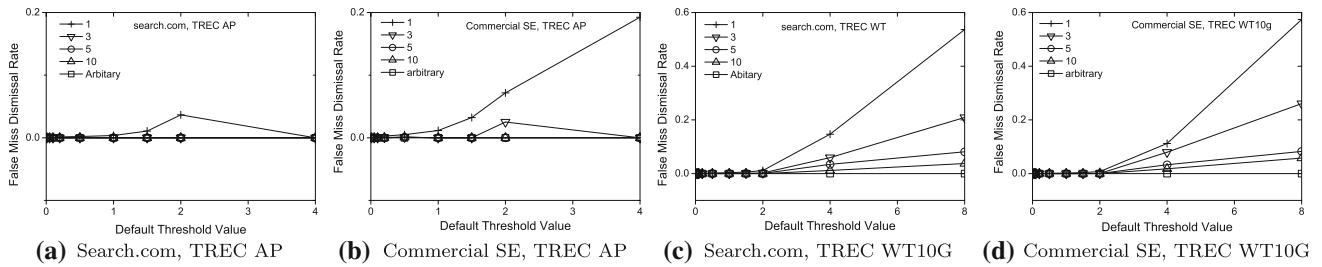 0.2
0.0
False Miss Dismissal Rate
search.com, TREC AP
1
3
5
10
Arbitary
0 1 2 3 4
Default Threshold Value
(a) Search.com, TREC AP
0.2
0.0
False Miss Dismissal Rate
Commercial SE, TREC AP
1
3
5
10
arbitrary
0 1 2 3 4
Default Threshold Value
(b) Commercial SE, TREC AP
0.6
0.4
0.2
0.0
False Miss Dismissal Rate
search.com, TREC WT
1
3
5
10
Abitary
0 2 4 6 8
Default Threshold Value
(c) Search.com, TREC WT10G
0.6
0.4
0.2
0.0
False Miss Dismissal Rate
Commercial SE, TREC WT10g
1
3
5
10
arbitrary
0 2 4 6 8
Default Threshold Value
(d) Commercial SE, TREC WT10G